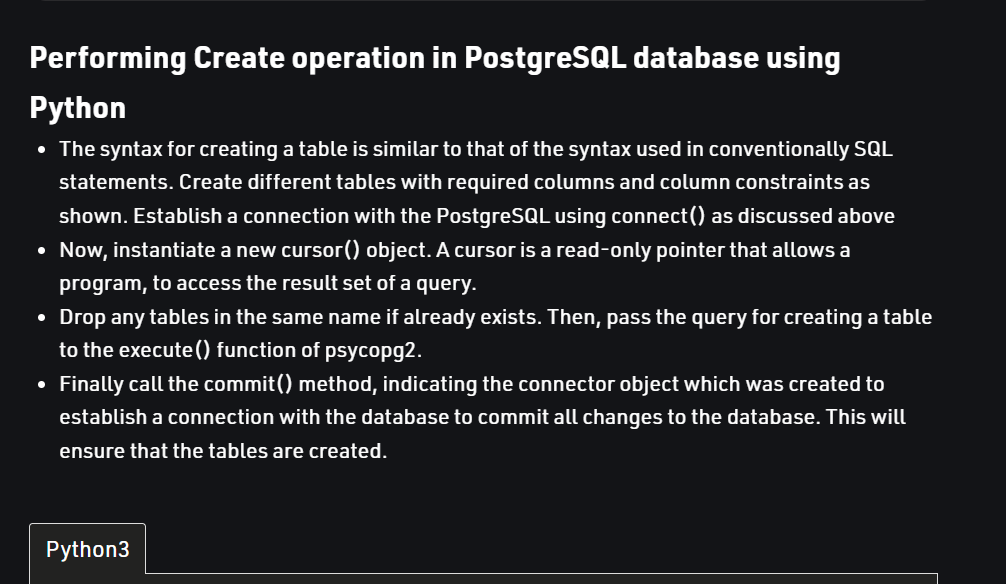 Performing Create operation in PostgreSQL database using
Python
• The syntax for creating a table is similar to that of the syntax used in conventionally SQL
statements. Create different tables with required columns and column constraints as
shown. Establish a connection with the PostgreSQL using connect() as discussed above
• Now, instantiate a new cursor() object. A cursor is a read-only pointer that allows a
program, to access the result set of a query.
• Drop any tables in the same name if already exists. Then, pass the query for creating a table
to the execute() function of psycopg2.
• Finally call the commit() method, indicating the connector object which was created to
establish a connection with the database to commit all changes to the database. This will
ensure that the tables are created.
Python3